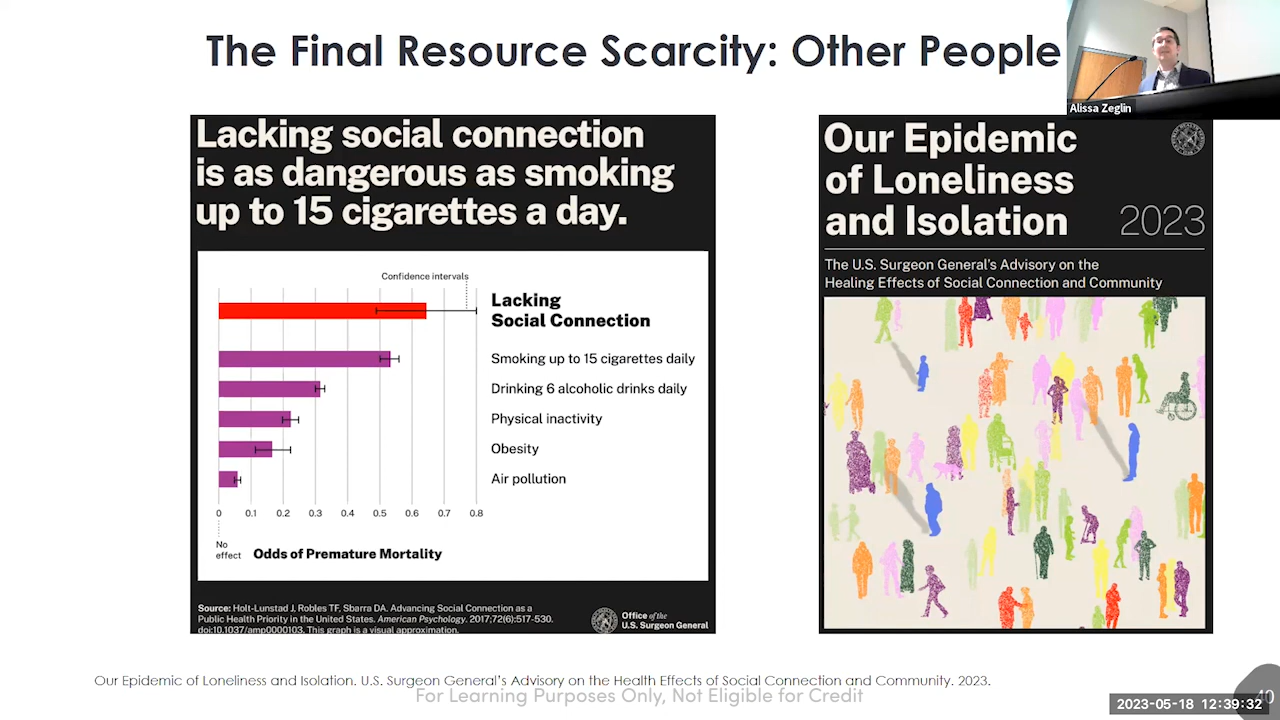 The Final Resource Scarcity: Other People
Alissa Zeglin
Lacking social connection
is as dangerous as smoking
up to 15 cigarettes a day.
Confidence intervals
Lacking
Social Connection
Smoking up to 15 cigarettes daily
Drinking 6 alcoholic drinks daily
Physical inactivity
Obesity
Air pollution
0 0.1 0.2 0.3 0.4 0.5 0.6 0.7 0.8
No
effect
Odds of Premature Mortality
Source: Holt-Lunstad J, Robles TF, Sbarra DA. Advancing Social Connection as a
Public Health Priority in the United States. American Psychology. 2017;72(6):517-530.
doi:10.1037/amp0000103. This graph is a visual approximation.
Office of the
U.S. Surgeon General
Our Epidemic
of Loneliness
and Isolation 2023
The U.S. Surgeon General's Advisory on the
Healing Effects of Social Connection and Community
Our Epidemic of Loneliness and Isolation. U.S. Surgeon General's Advisory on the Health Effects of Social Connection and Community. 2023.
For Learning Purposes Only, Not Eligible for Credit
40
2023-05-18 12:39:32